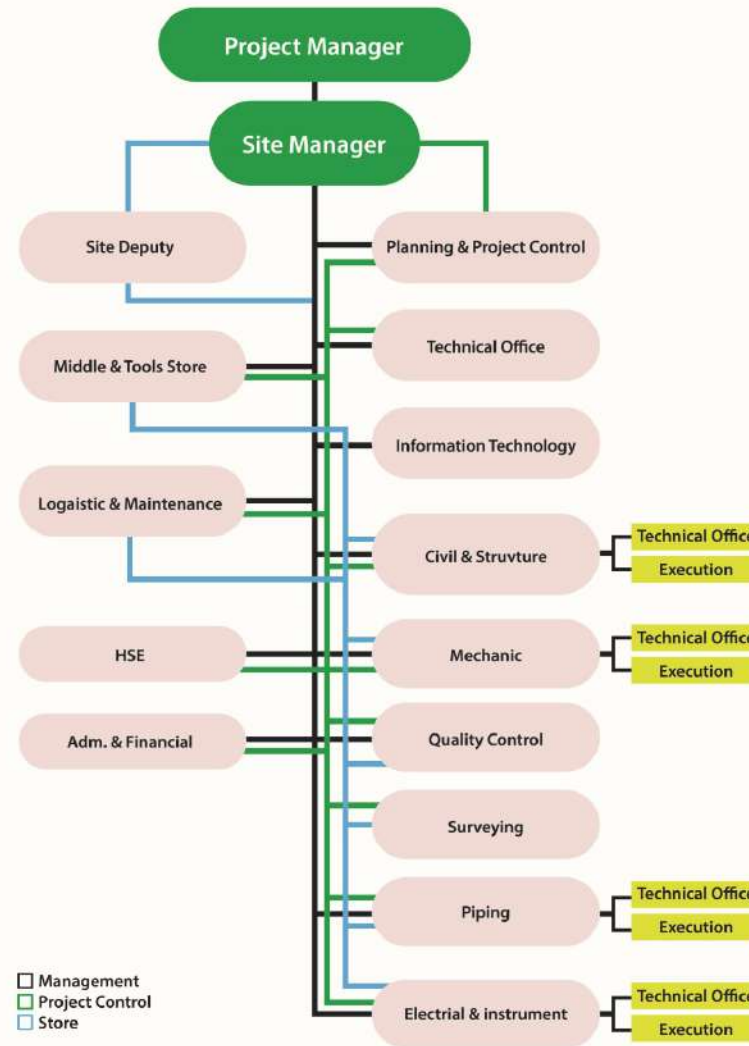 Project Manager
Site Manager
Site Deputy
Planning & Project Control
Middle & Tools Store
Technical Office
Information Technology
Logaistic & Maintenance
Civil & Struvture
Technical Office
Execution
HSE
Mechanic
Technical Office
Execution
Adm. & Financial
Quality Control
Surveying
Piping
Technical Office
Execution
Electrial & instrument
Technical Office
Execution
Management
Project Control
Store